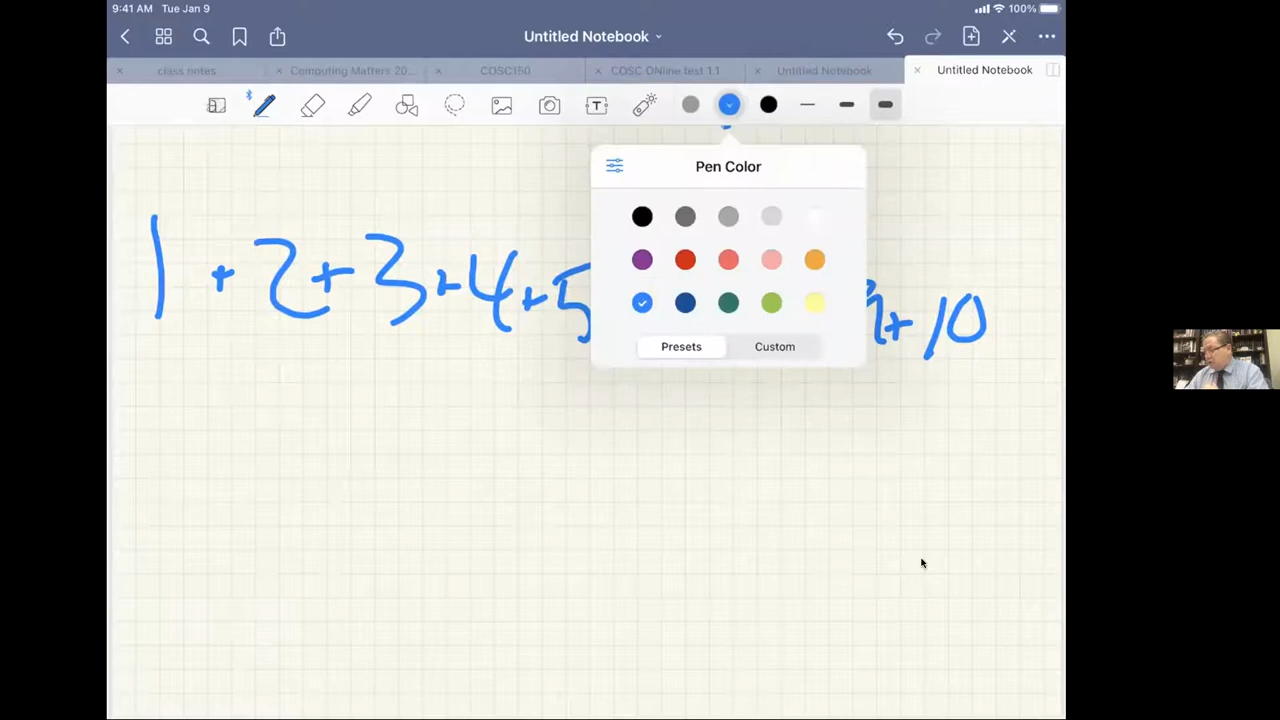 9:41 AM Tue Jan 9 100%
Untitled Notebook
class notes Computing Matters 20... COSC150 COSC ONline test 1.1 Untitled Notebook Untitled Notebook
T
Pen Color
1 + 2 + 3 + 4 + 5 + 10
Presets Custom